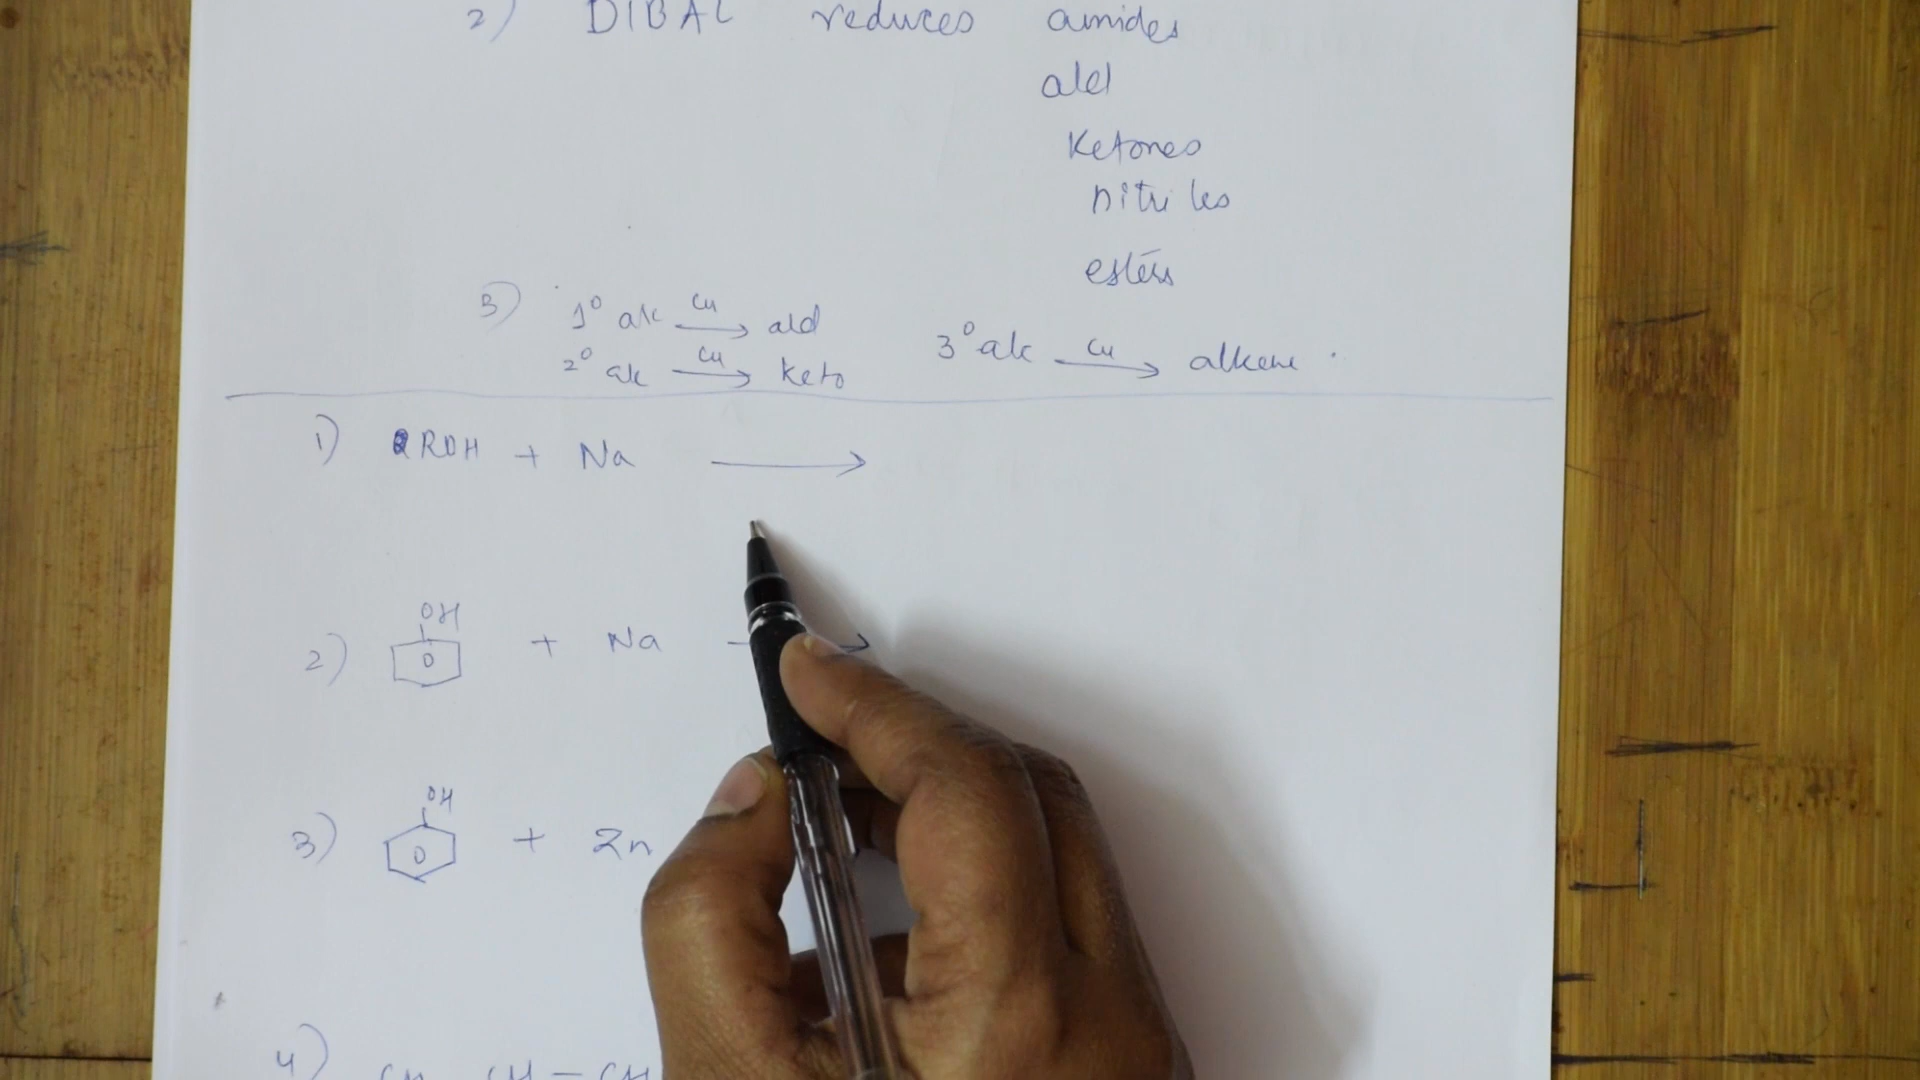 2) DIBAL reduces amides
ald
Ketones
nitriles
esters
3) 1° alc Cu → ald
2° alc Cu → keto
3° alc Cu → alkene .
1) ROH + Na →
2) OH + Na →
3) OH + Zn
4)